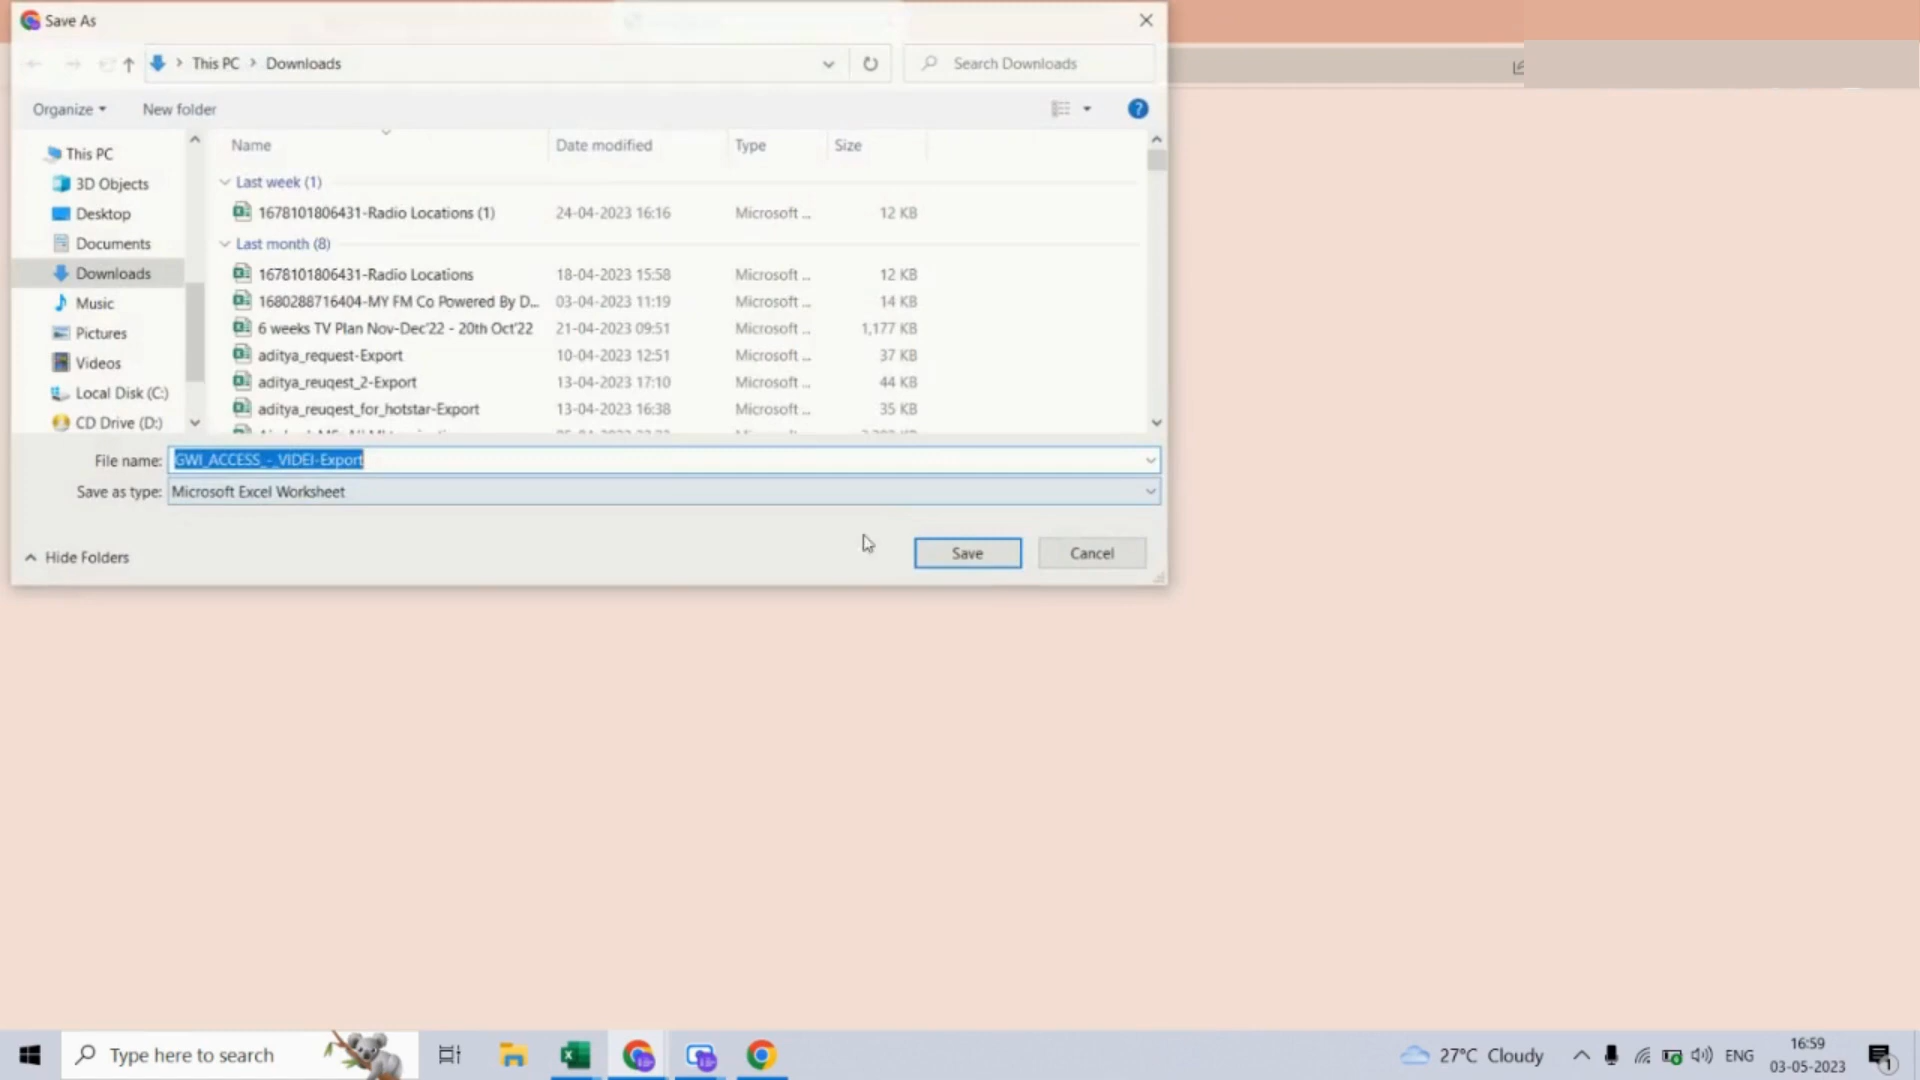 Save As
This PC > Downloads
Search Downloads
Organize
New folder
This PC
3D Objects
Desktop
Documents
Downloads
Music
Pictures
Videos
Local Disk (C:)
CD Drive (D:)
Name Date modified Type Size
Last week (1)
1678101806431-Radio Locations (1) 24-04-2023 16:16 Microsoft ... 12 KB
Last month (8)
1678101806431-Radio Locations 18-04-2023 15:58 Microsoft ... 12 KB
1680288716404-MY FM Co Powered By D... 03-04-2023 11:19 Microsoft ... 14 KB
6 weeks TV Plan Nov-Dec'22 - 20th Oct'22 21-04-2023 09:51 Microsoft ... 1,177 KB
aditya_request-Export 10-04-2023 12:51 Microsoft ... 37 KB
aditya_reuqest_2-Export 13-04-2023 17:10 Microsoft ... 44 KB
aditya_reuqest_for_hotstar-Export 13-04-2023 16:38 Microsoft ... 35 KB
File name: GWI_ACCESS_-_VIDEI-Export
Save as type: Microsoft Excel Worksheet
Hide Folders
Save
Cancel
Type here to search
27°C Cloudy
ENG
16:59
03-05-2023
1